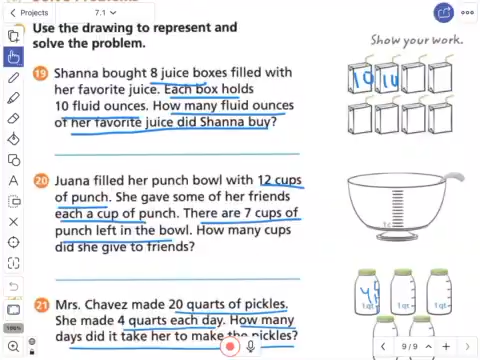 Projects
7.1
Use the drawing to represent and
solve the problem.
Show your work.
19 Shanna bought 8 juice boxes filled with
her favorite juice. Each box holds
10 fluid ounces. How many fluid ounces
of her favorite juice did Shanna buy?
10 10
20 Juana filled her punch bowl with 12 cups
of punch. She gave some of her friends
each a cup of punch. There are 7 cups of
punch left in the bowl. How many cups
did she give to friends?
21 Mrs. Chavez made 20 quarts of pickles.
She made 4 quarts each day. How many
days did it take her to make the pickles?
1 qt 1 qt 1 qt
100%
9/9